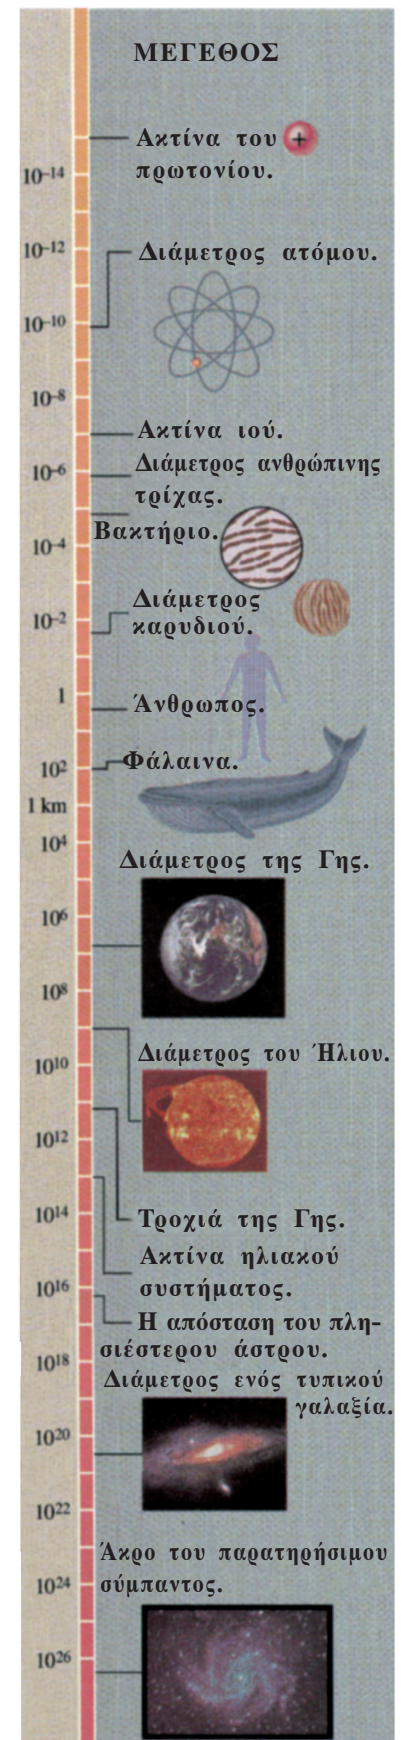 ΜΕΓΕΘΟΣ
Ακτίνα του
+
πρωτονίου.
10⁻¹⁴
10⁻¹²
Διάμετρος ατόμου.
10⁻¹⁰
10⁻⁸
Ακτίνα ιού.
Διάμετρος ανθρώπινης
10⁻⁶
τρίχας.
Βακτήριο.
10⁻⁴
Διάμετρος
10⁻²
καρυδιού.
1
Άνθρωπος.
Φάλαινα.
10²
1 km
10⁴
Διάμετρος της Γης.
10⁶
10⁸
Διάμετρος του Ήλιου.
10¹⁰
10¹²
10¹⁴
Τροχιά της Γης.
Ακτίνα ηλιακού
συστήματος.
10¹⁶
Η απόσταση του πλη-
σιέστερου άστρου.
10¹⁸
Διάμετρος ενός τυπικού
γαλαξία.
10²⁰
10²²
Άκρο του παρατηρήσιμου
σύμπαντος.
10²⁴
10²⁶